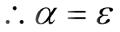 ∴ α = ε